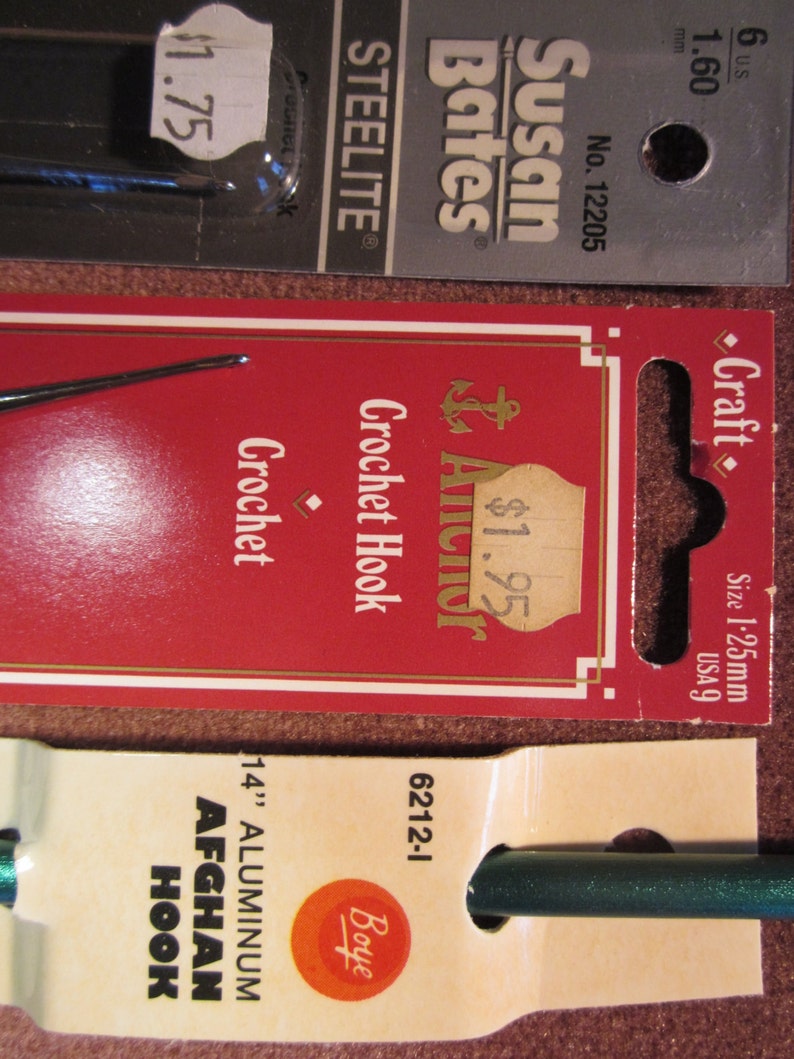 6 U.S
1.60 mm
No. 12205
Susan
Bates®
STEELITE®
$1.75
Craft
Size 1·25mm
USA 9
Anchor
$1.95
Crochet Hook
Crochet
6212-I
Boye
14” ALUMINUM
AFGHAN
HOOK